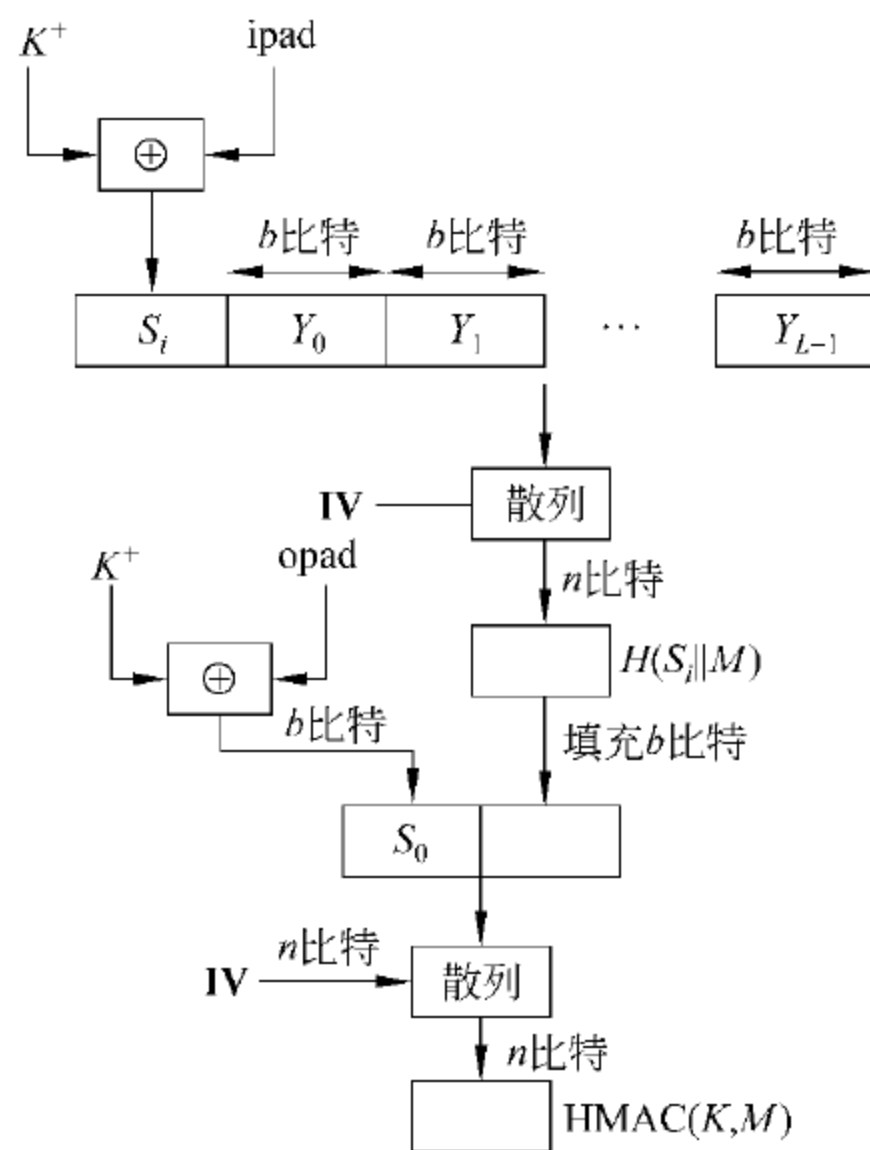 K⁺ ipad
⊕
b比特 b比特 b比特
Sᵢ Y₀ Y₁ … Y_{L−1}
IV 散列
n比特
K⁺ opad
⊕
H(Sᵢ||M)
b比特 填充b比特
S₀
n比特
IV 散列
n比特
HMAC(K,M)